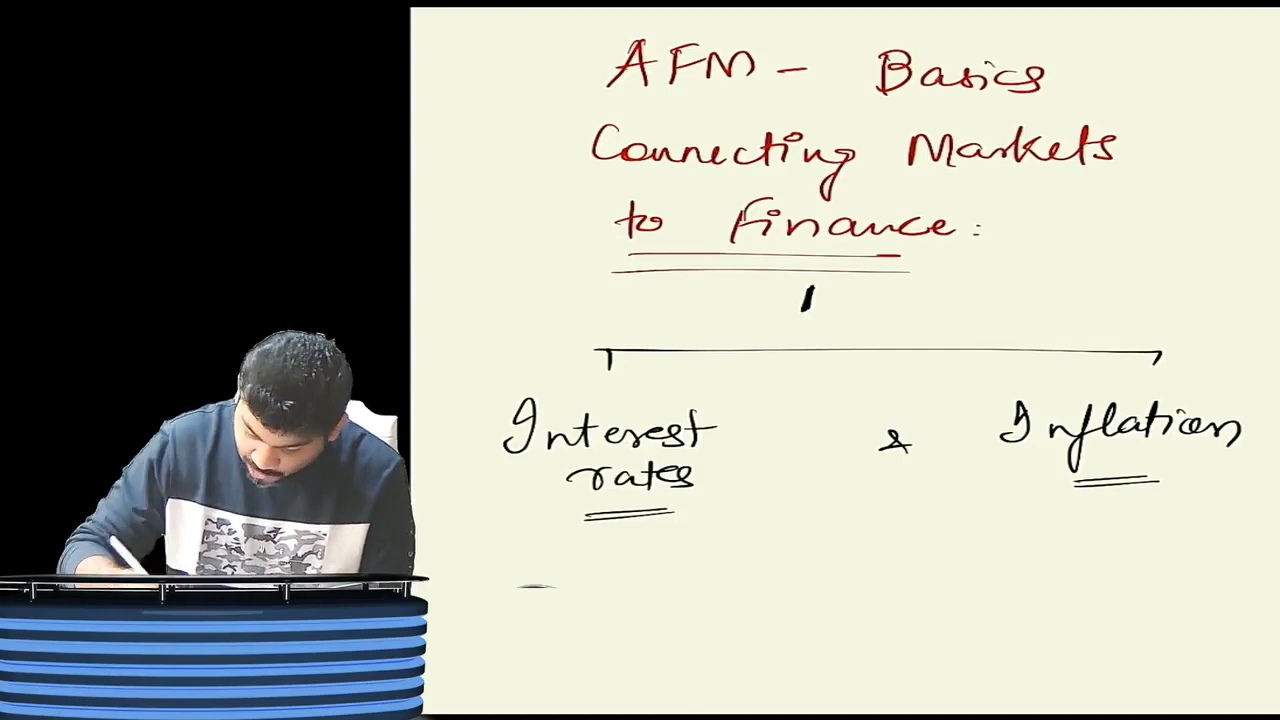 AFM - Basics
Connecting Markets
to Finance:
Interest & Inflation
rates